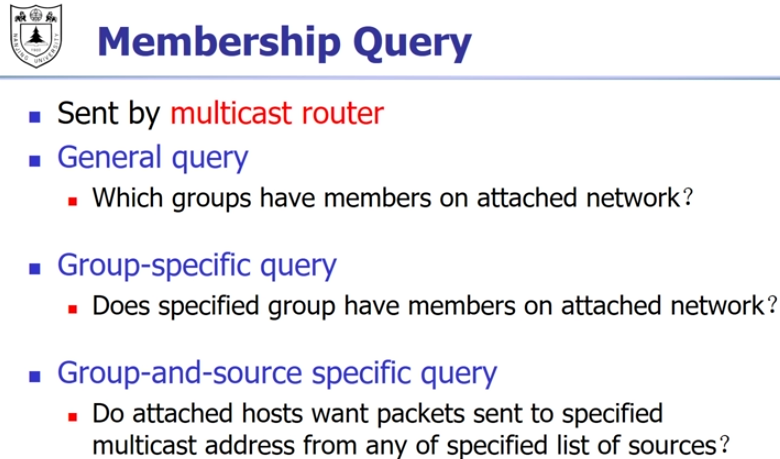 Membership Query
Sent by multicast router
General query
Which groups have members on attached network？
Group-specific query
Does specified group have members on attached network？
Group-and-source specific query
Do attached hosts want packets sent to specified
multicast address from any of specified list of sources？